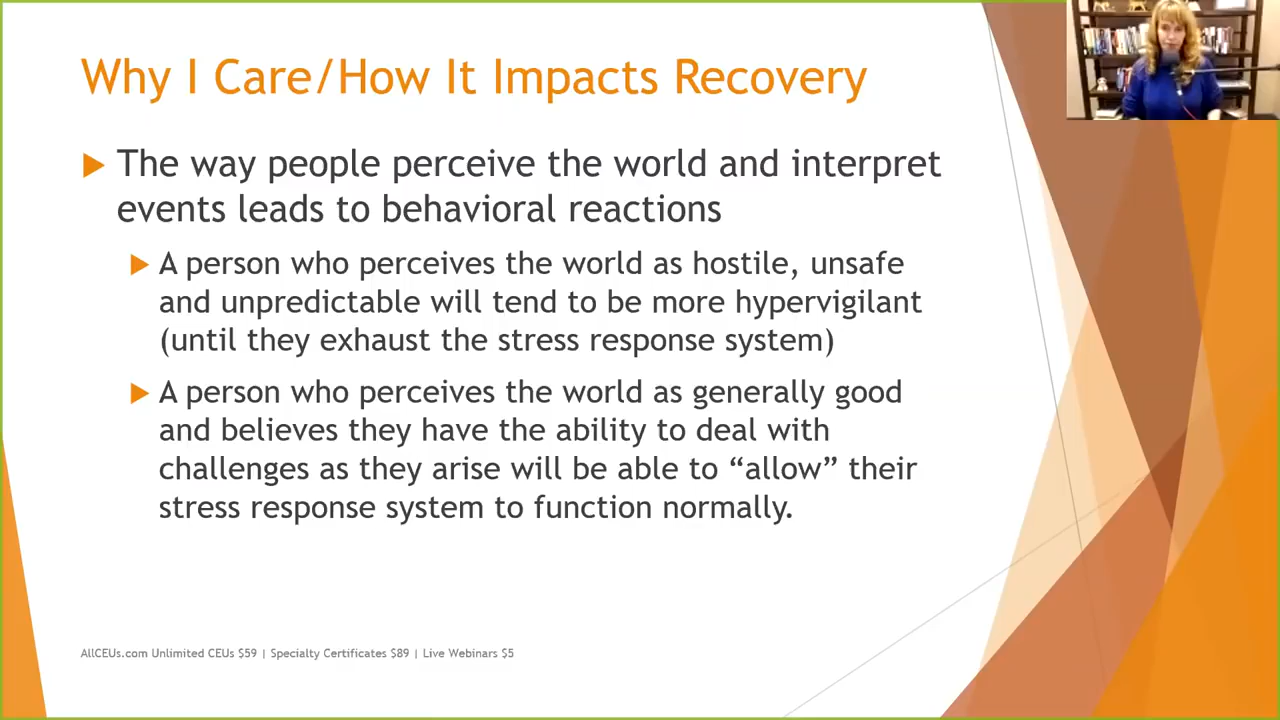 Why I Care/How It Impacts Recovery
The way people perceive the world and interpret
events leads to behavioral reactions
A person who perceives the world as hostile, unsafe
and unpredictable will tend to be more hypervigilant
(until they exhaust the stress response system)
A person who perceives the world as generally good
and believes they have the ability to deal with
challenges as they arise will be able to “allow” their
stress response system to function normally.
AllCEUs.com Unlimited CEUs $59 | Specialty Certificates $89 | Live Webinars $5